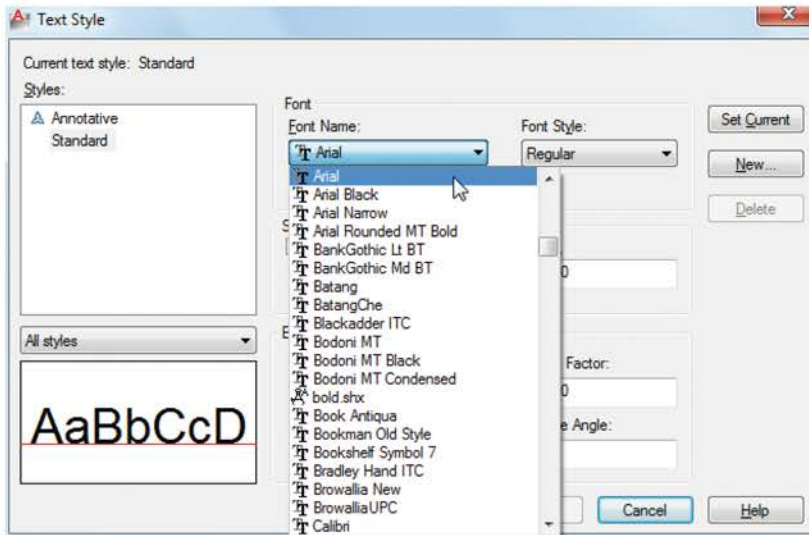 Text Style
Current text style: Standard
Styles:
Annotative
Standard
All styles
AaBbCcD
Font
Font Name:
Arial
Font Style:
Regular
Arial
Arial Black
Arial Narrow
Arial Rounded MT Bold
BankGothic Lt BT
BankGothic Md BT
Batang
BatangChe
Blackadder ITC
Bodoni MT
Bodoni MT Black
Bodoni MT Condensed
bold.shx
Book Antiqua
Bookman Old Style
Bookshelf Symbol 7
Bradley Hand ITC
Browallia New
BrowalliaUPC
Calibri
Factor:
Angle:
Set Current
New...
Delete
Cancel
Help